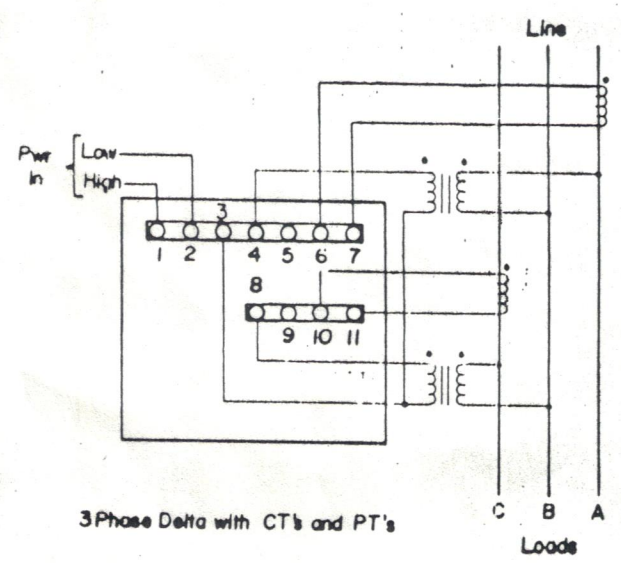 Line
Pwr
In
Low
High
3
1 2 4 5 6 7
8
9 10 11
3 Phase Delta with CT's and PT's
C B A
Loads